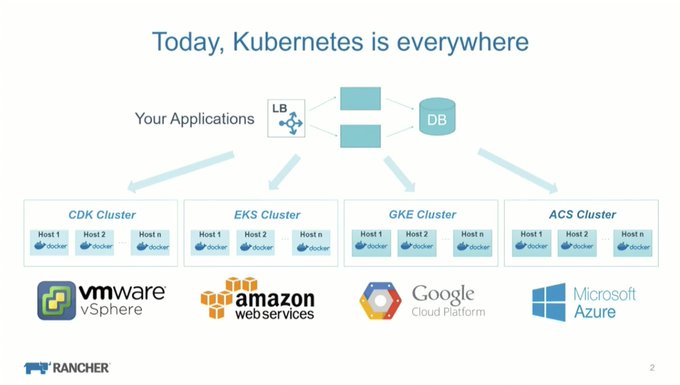 Today, Kubernetes is everywhere
Your Applications
LB
DB
CDK Cluster
Host 1 Host 2 ... Host n
docker docker docker
EKS Cluster
Host 1 Host 2 ... Host n
docker docker docker
GKE Cluster
Host 1 Host 2 ... Host n
docker docker docker
ACS Cluster
Host 1 Host 2 ... Host n
docker docker docker
vmware®
vSphere
amazon
web services
Google
Cloud Platform
Microsoft
Azure
RANCHER
2